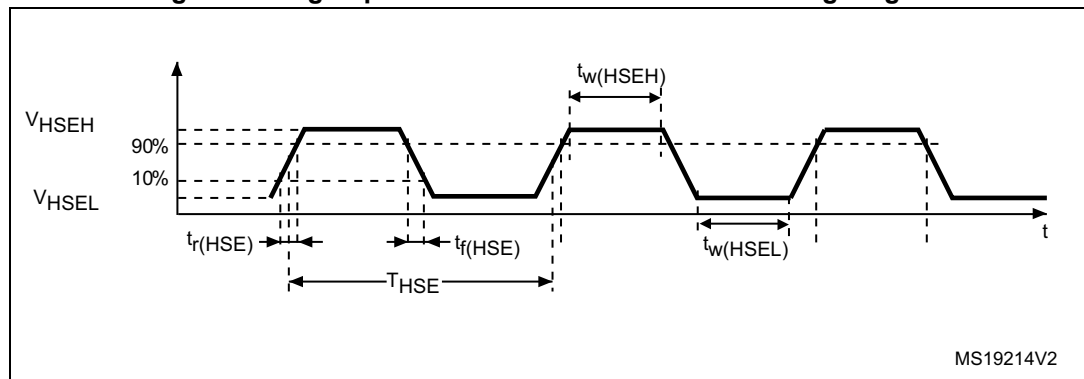 tw(HSEH)
VHSEH
90%
10%
VHSEL
tr(HSE)
tf(HSE)
tw(HSEL)
t
THSE
MS19214V2